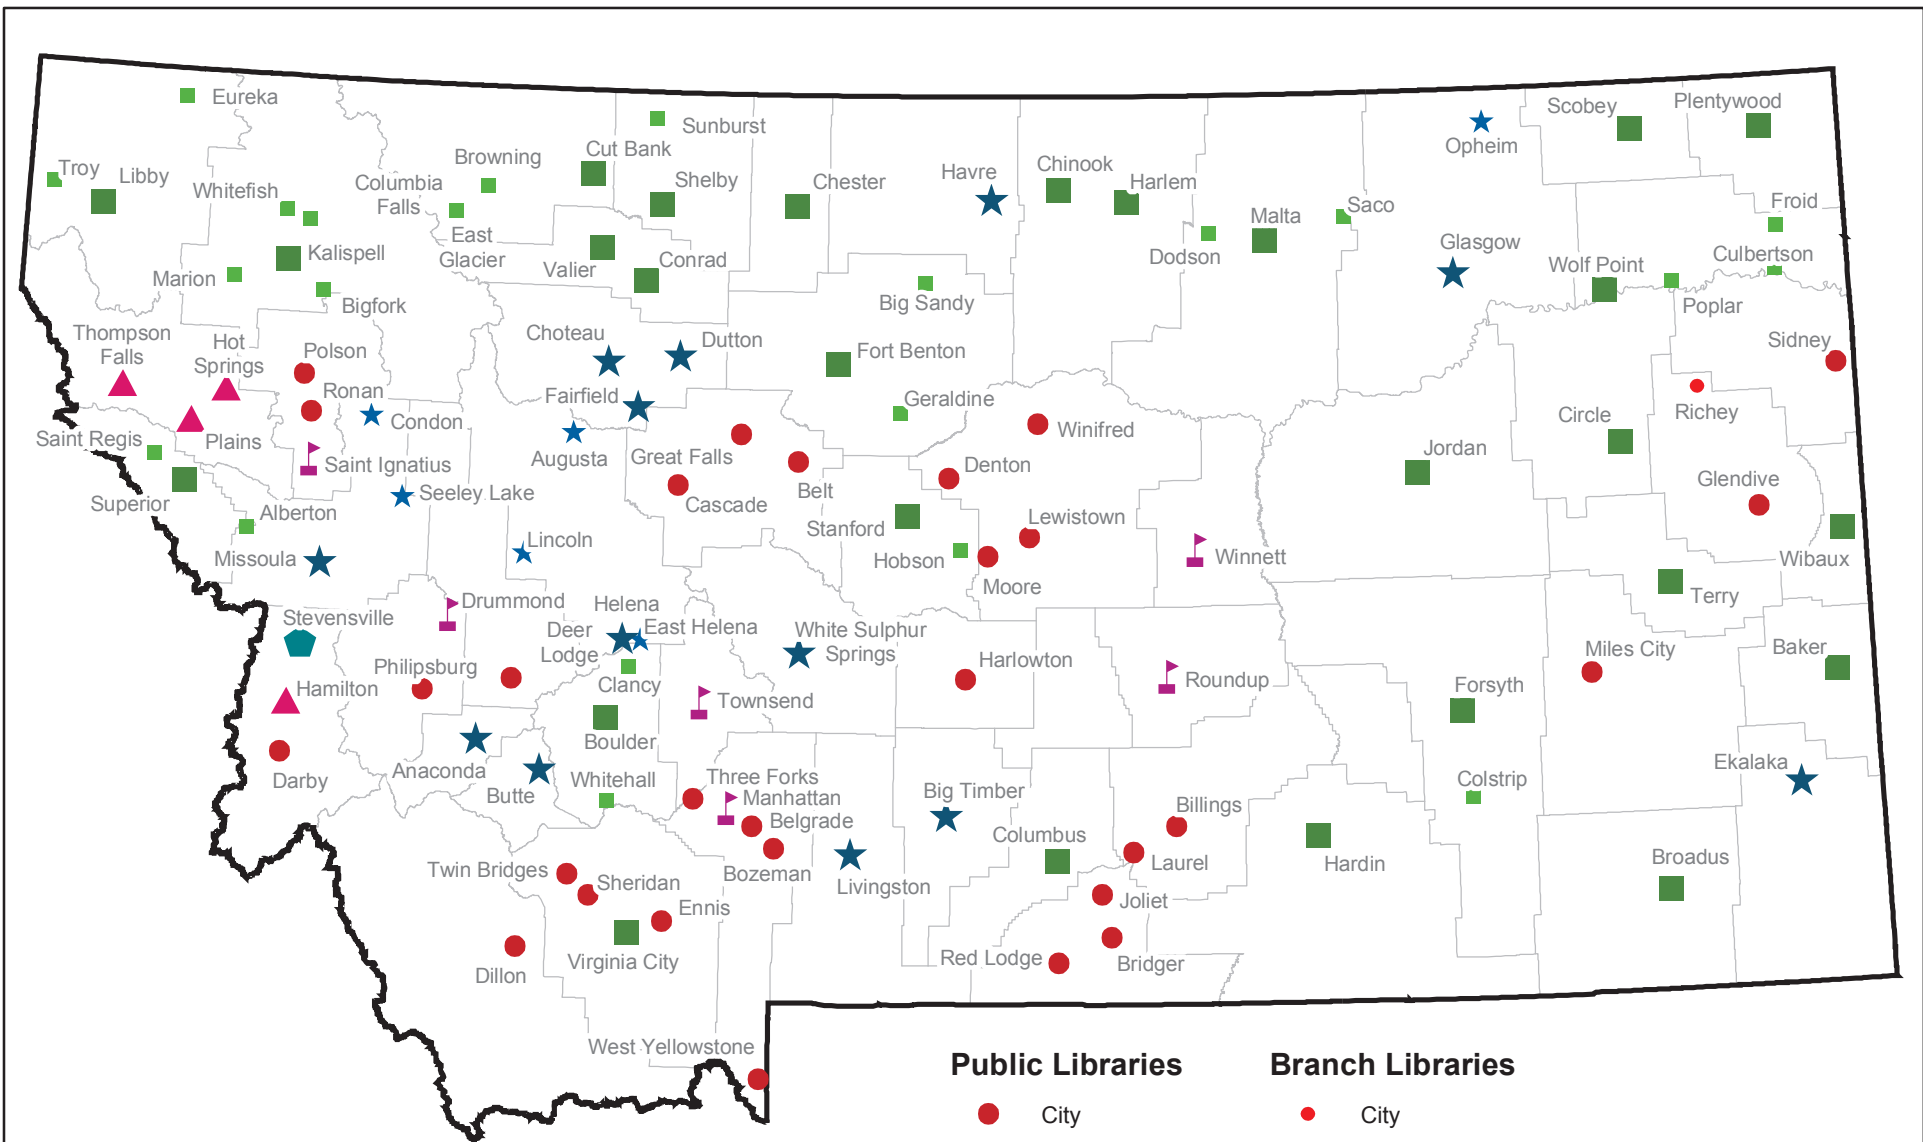 Eureka
Sunburst
Scobey
Plentywood
Opheim
Troy
Libby
Whitefish
Columbia
Falls
Browning
Cut Bank
Shelby
Chester
Havre
Chinook
Harlem
Malta
Saco
Froid
East
Glacier
Kalispell
Marion
Bigfork
Valier
Conrad
Dodson
Glasgow
Wolf Point
Culbertson
Poplar
Big Sandy
Thompson
Falls
Hot
Springs
Polson
Ronan
Choteau
Dutton
Fort Benton
Sidney
Fairfield
Geraldine
Condon
Richey
Circle
Saint Regis
Plains
Augusta
Great Falls
Winifred
Jordan
Saint Ignatius
Belt
Denton
Glendive
Superior
Seeley Lake
Cascade
Alberton
Stanford
Lewistown
Lincoln
Missoula
Hobson
Moore
Winnett
Wibaux
Terry
Drummond
Helena
East Helena
Stevensville
Deer
Lodge
White Sulphur
Springs
Miles City
Baker
Philipsburg
Hamilton
Clancy
Harlowton
Roundup
Forsyth
Townsend
Boulder
Darby
Anaconda
Butte
Whitehall
Three Forks
Manhattan
Belgrade
Big Timber
Billings
Colstrip
Ekalaka
Columbus
Laurel
Hardin
Broadus
Twin Bridges
Sheridan
Bozeman
Livingston
Ennis
Joliet
Dillon
Virginia City
Red Lodge
Bridger
West Yellowstone
Public Libraries
Branch Libraries
City
City